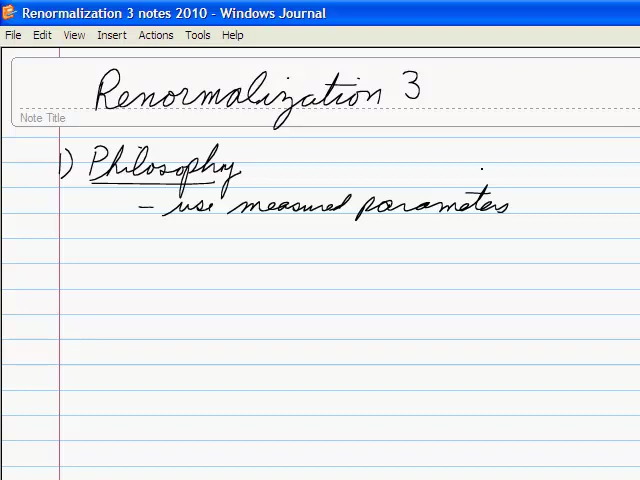 Renormalization 3 notes 2010 - Windows Journal
File Edit View Insert Actions Tools Help
Renormalization 3
Note Title
1) Philosophy
- use measured parameters